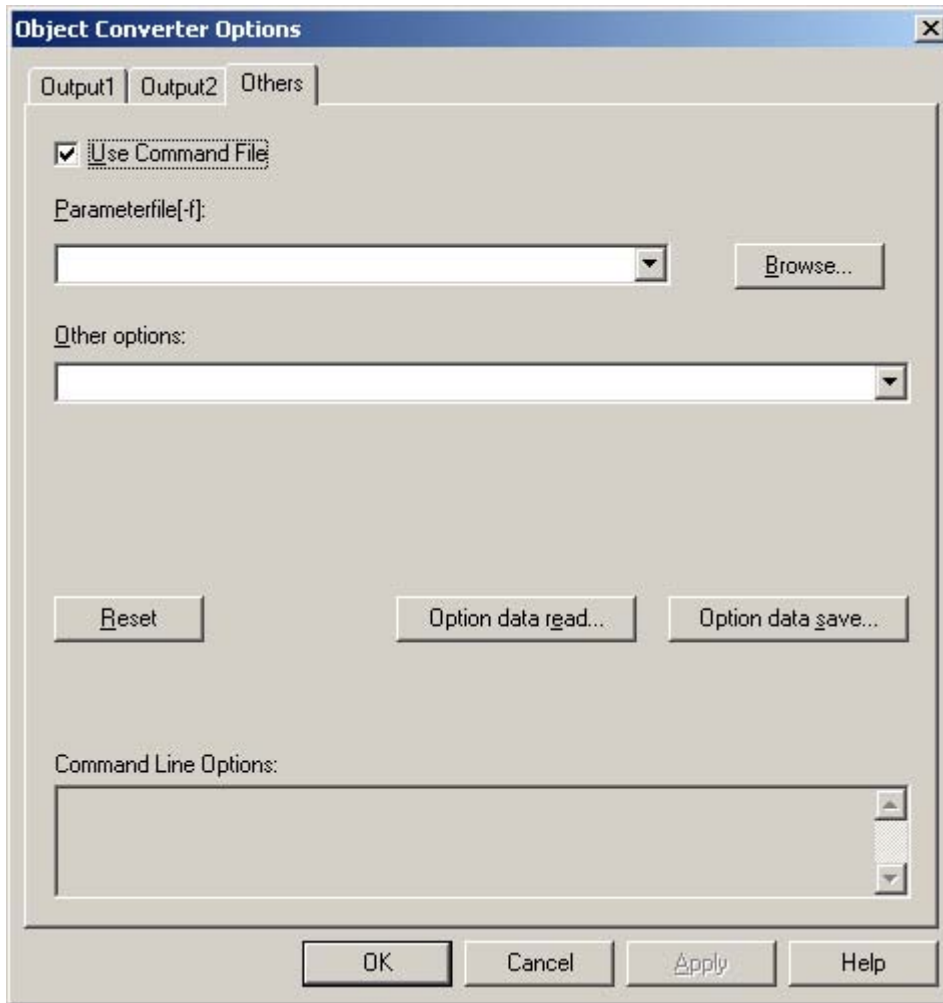 Object Converter Options
Output1 Output2 Others
Use Command File
Parameterfile[-f]:
Browse...
Other options:
Reset Option data read... Option data save...
Command Line Options:
OK Cancel Apply Help